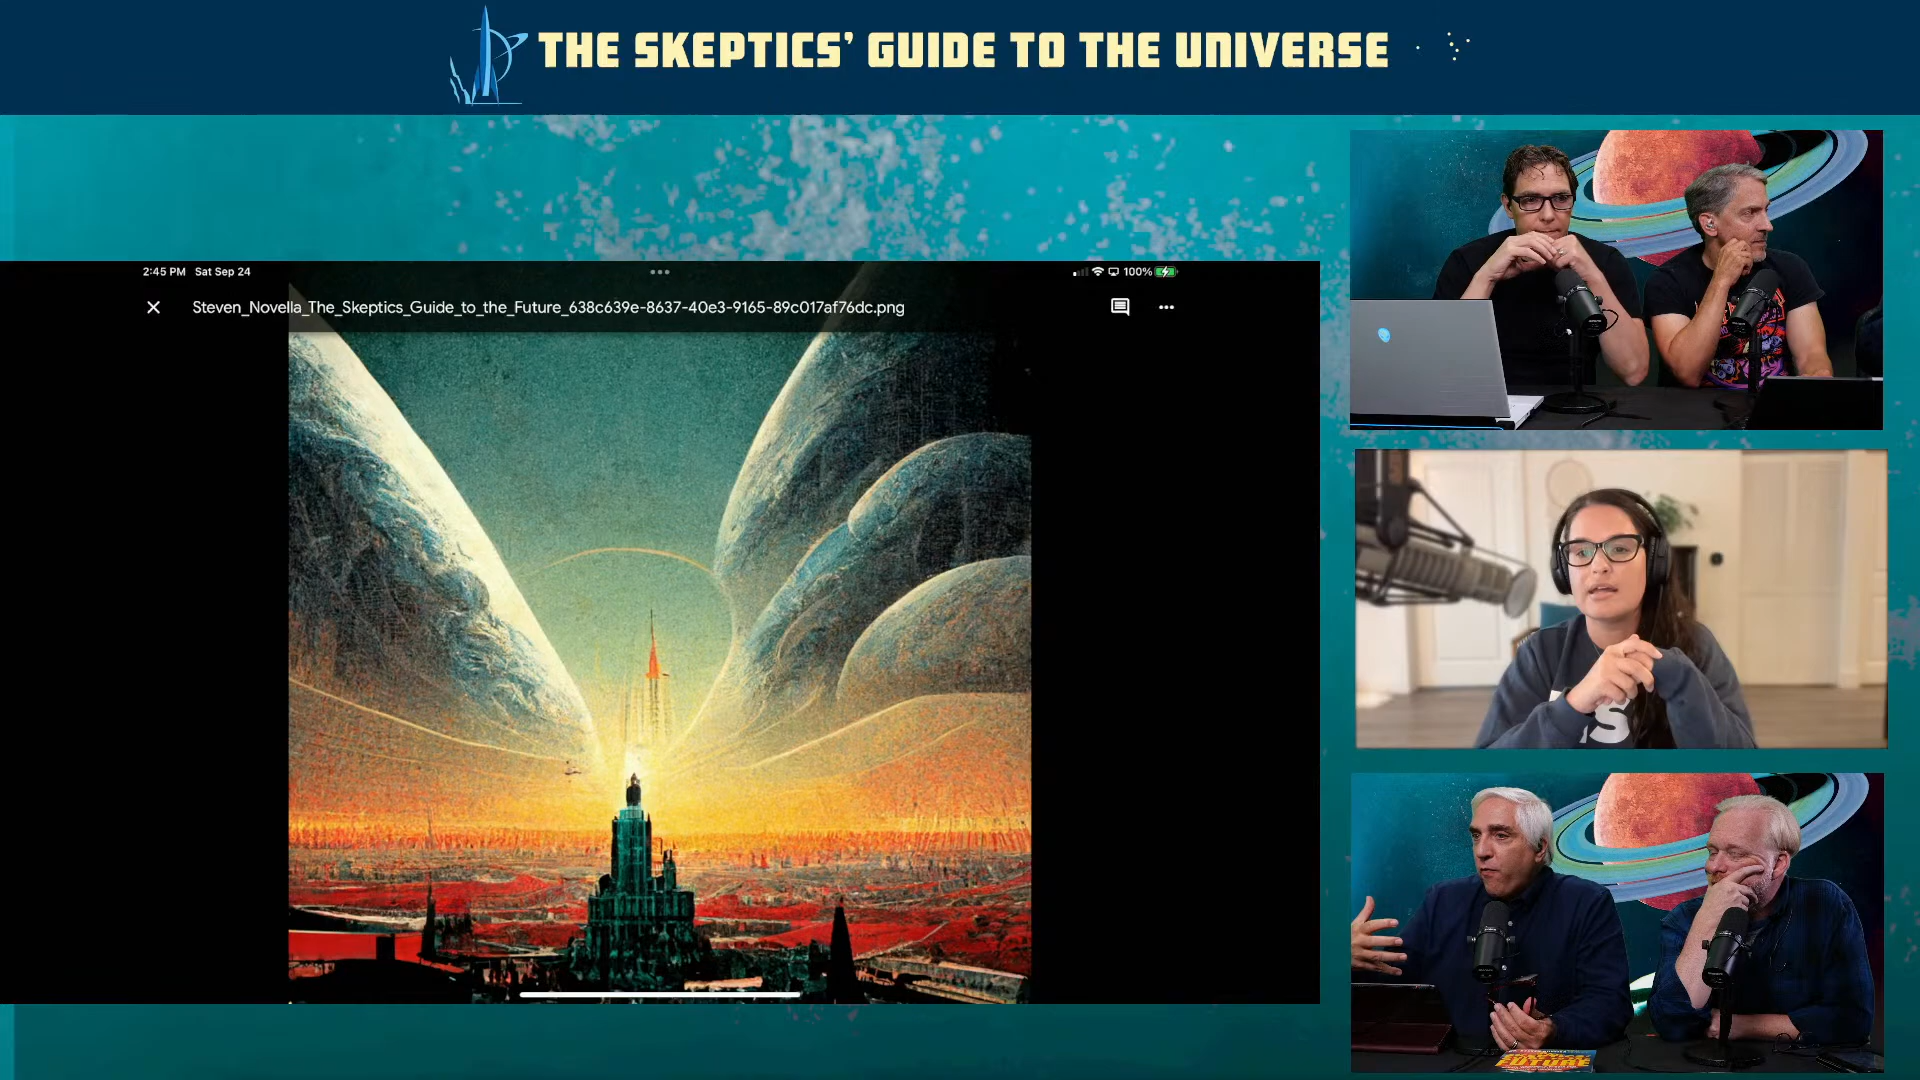 THE SKEPTICS' GUIDE TO THE UNIVERSE
2:45 PM Sat Sep 24
100%
Steven_Novella_The_Skeptics_Guide_to_the_Future_638c639e-8637-40e3-9165-89c017af76dc.png
FUTURE